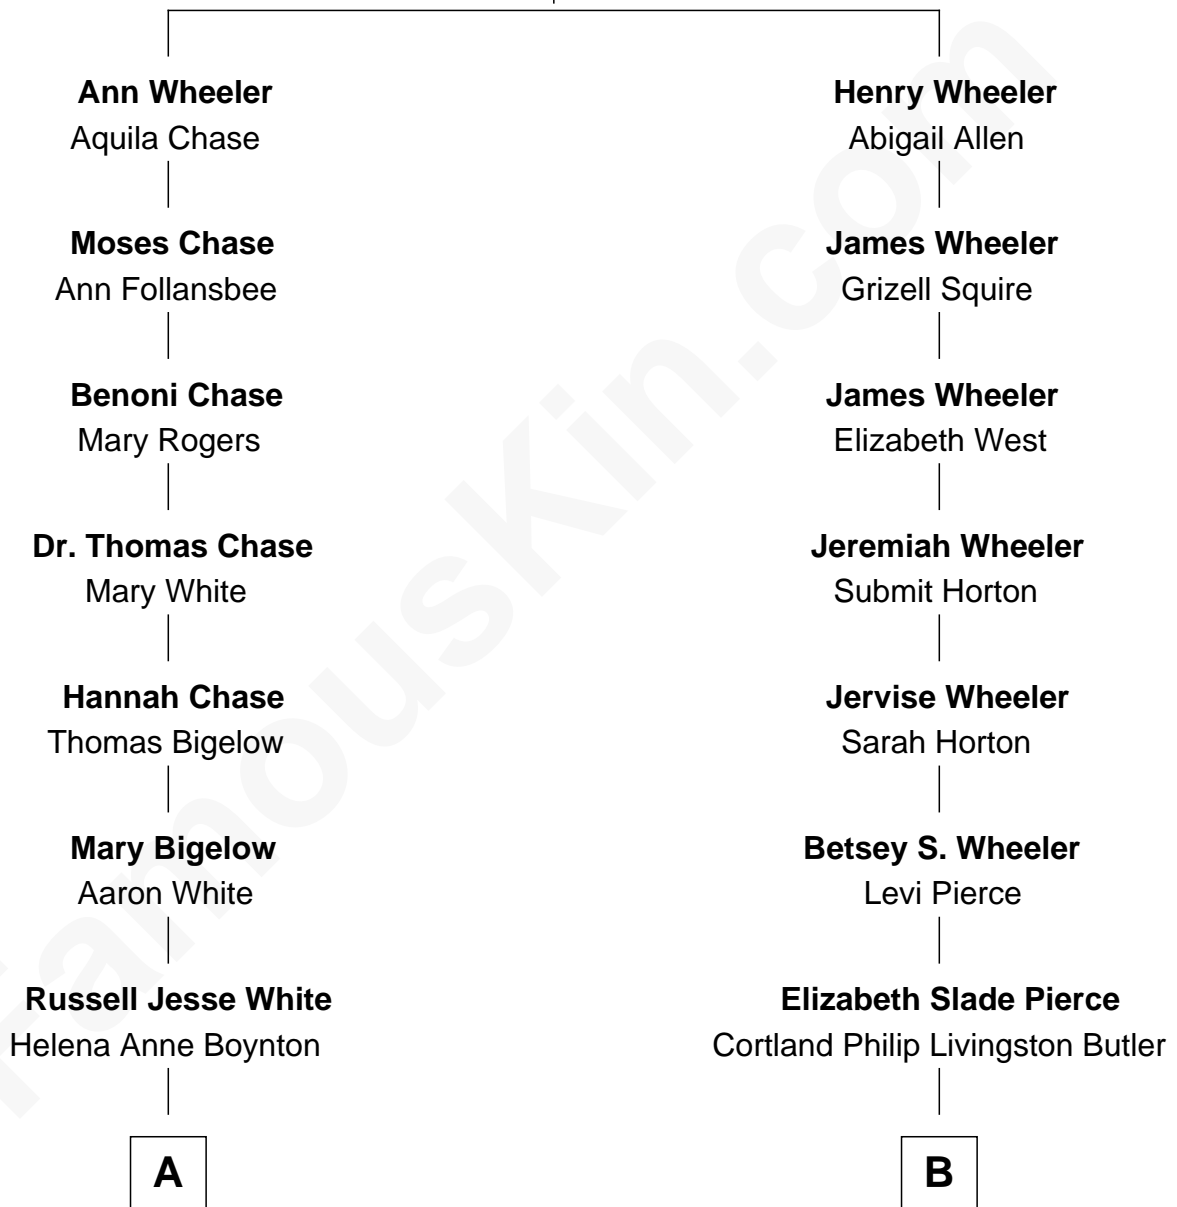 Ann Wheeler
Aquila Chase
Moses Chase
Ann Follansbee
Benoni Chase
Mary Rogers
Dr. Thomas Chase
Mary White
Hannah Chase
Thomas Bigelow
Mary Bigelow
Aaron White
Russell Jesse White
Helena Anne Boynton
A
Henry Wheeler
Abigail Allen
James Wheeler
Grizell Squire
James Wheeler
Elizabeth West
Jeremiah Wheeler
Submit Horton
Jervise Wheeler
Sarah Horton
Betsey S. Wheeler
Levi Pierce
Elizabeth Slade Pierce
Cortland Philip Livingston Butler
B
FamousKin.com